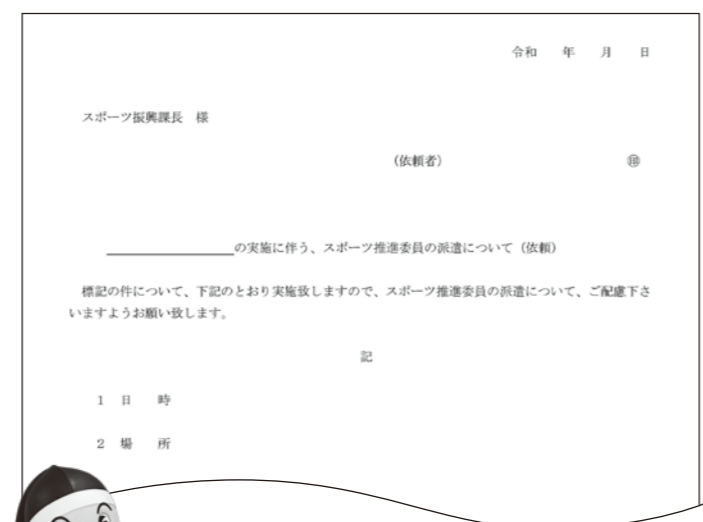 令和　年　月　日
スポーツ振興課長　様
（依頼者）　㊞
＿＿＿＿＿＿＿＿＿＿の実施に伴う、スポーツ推進委員の派遣について（依頼）
標記の件について、下記のとおり実施致しますので、スポーツ推進委員の派遣について、ご配慮下さ
いますようお願い致します。
記
1　日　時
2　場　所